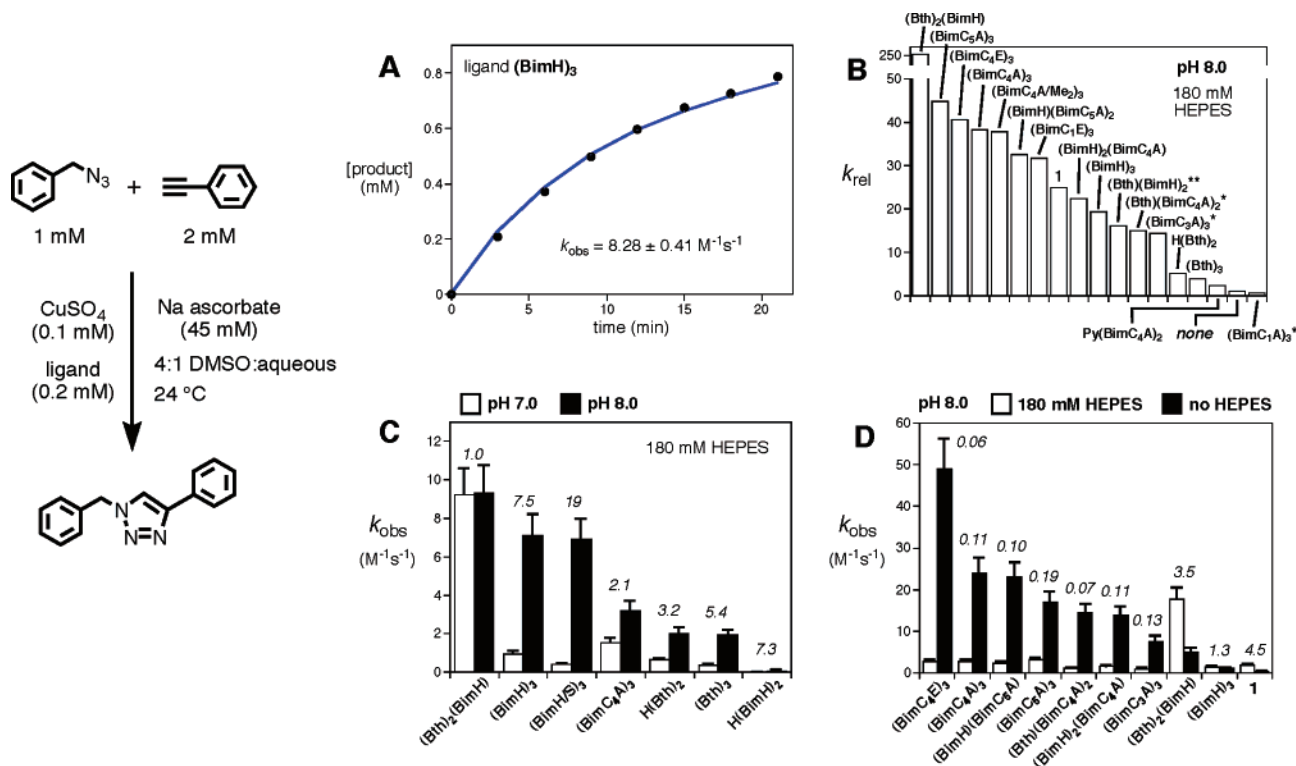 N₃
+
1 mM
2 mM
CuSO₄
(0.1 mM)
ligand
(0.2 mM)
Na ascorbate
(45 mM)
4:1 DMSO:aqueous
24 °C
N
N
N
A
ligand (BimH)₃
[product]
(mM)
0.8
0.6
0.4
0.2
0
k_obs = 8.28 ± 0.41 M⁻¹s⁻¹
0
5
10
15
20
time (min)
B
pH 8.0
180 mM
HEPES
k_rel
250
50
40
30
20
10
0
(Bth)₂(BimH)
(BimC₅A)₃
(BimC₄E)₃
(BimC₄A)₃
(BimC₄A/Me₂)₃
(BimH)(BimC₅A)₂
(BimC₁E)₃
1
(BimH)₂(BimC₄A)
(BimH)₃
(Bth)(BimH)₂**
(Bth)(BimC₄A)₂*
(BimC₃A)₃*
H(Bth)₂
(Bth)₃
Py(BimC₄A)₂
none
(BimC₁A)₃*
pH 7.0
pH 8.0
C
180 mM HEPES
k_obs
(M⁻¹s⁻¹)
12
10
8
6
4
2
0
1.0
7.5
19
2.1
3.2
5.4
7.3
(Bth)₂(BimH)
(BimH)₃
(BimH/S)₃
(BimC₄A)₃
H(Bth)₂
(Bth)₃
H(BimH)₂
pH 8.0
180 mM HEPES
no HEPES
D
k_obs
(M⁻¹s⁻¹)
60
50
40
30
20
10
0
0.06
0.11
0.10
0.19
0.07
0.11
0.13
3.5
1.3
4.5
(BimC₄E)₃
(BimC₄A)₃
(BimC₅A)₃
(Bth)(BimC₄A)₂
(BimH)₂(BimC₄A)
(BimC₃A)₃
(Bth)₂(BimH)
(BimH)₃
1